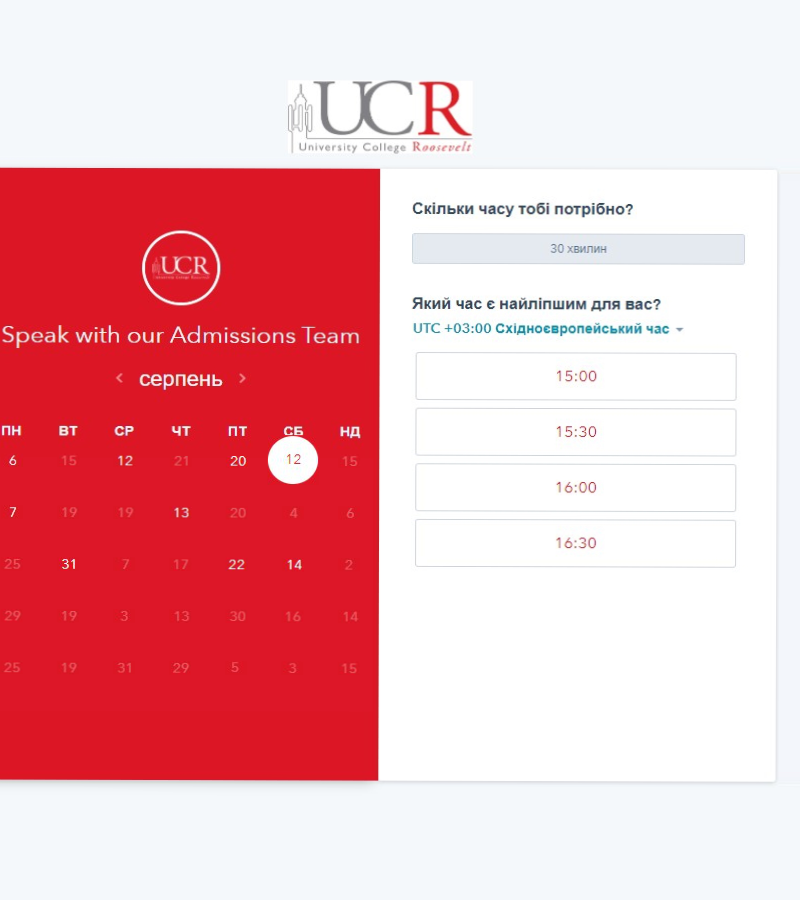 UCR
University College Roosevelt
UCR
Speak with our Admissions Team
серпень
ПН ВТ СР ЧТ ПТ СБ НД
6 15 12 21 20 12 15
7 19 19 13 20 4 6
25 31 7 17 22 14 2
29 19 3 13 30 16 14
25 19 31 29 5 3 15
Скільки часу тобі потрібно?
30 хвилин
Який час є найліпшим для вас?
UTC +03:00 Східноєвропейський час
15:00
15:30
16:00
16:30